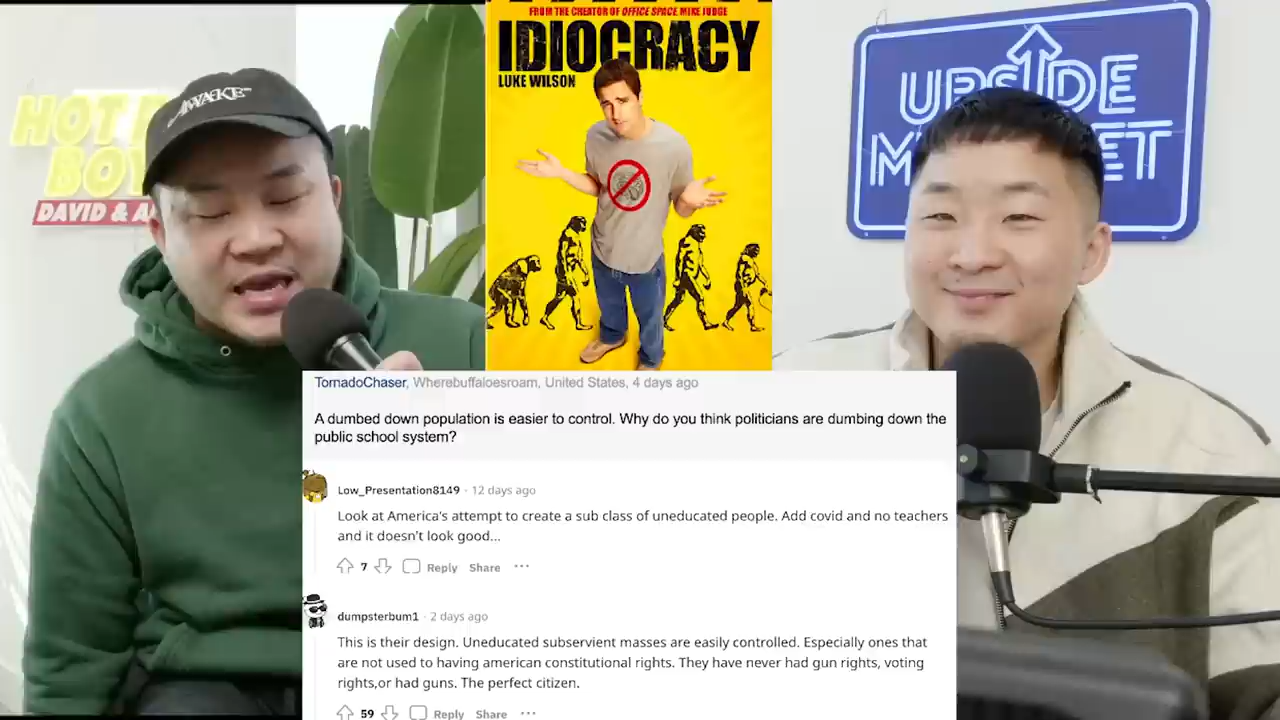 FROM THE CREATOR OF OFFICE SPACE, MIKE JUDGE
IDIOCRACY
LUKE WILSON
AWAKE
HOT
BOY
DAVID & A
UPSIDE
M KET
TornadoChaser, Wherebuffaloesroam, United States, 4 days ago
A dumbed down population is easier to control. Why do you think politicians are dumbing down the
public school system?
Low_Presentation8149 · 12 days ago
Look at America's attempt to create a sub class of uneducated people. Add covid and no teachers
and it doesn't look good...
7 Reply Share ···
dumpsterbum1 · 2 days ago
This is their design. Uneducated subservient masses are easily controlled. Especially ones that
are not used to having american constitutional rights. They have never had gun rights, voting
rights,or had guns. The perfect citizen.
59 Reply Share ···